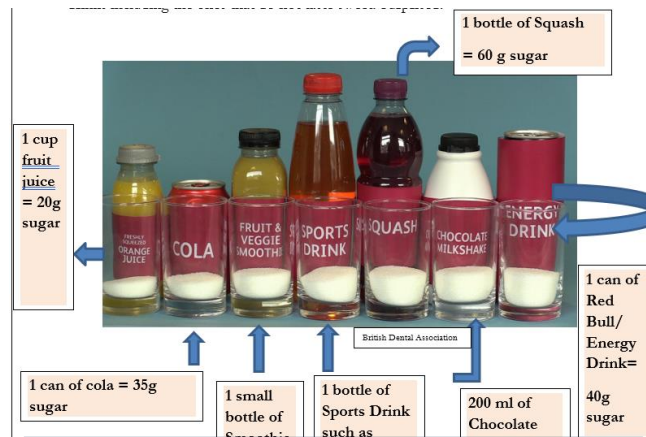 1 bottle of Squash
= 60 g sugar
1 cup
fruit
juice
= 20g
sugar
FRESHLY
SQUEEZED
ORANGE
JUICE
COLA
FRUIT &
VEGGIE
SMOOTHIE
SPORTS
DRINK
SQUASH
CHOCOLATE
MILKSHAKE
ENERGY
DRINK
British Dental Association
1 can of cola = 35g
sugar
1 small
bottle of
Smoothie
1 bottle of
Sports Drink
such as
200 ml of
Chocolate
1 can of
Red
Bull/
Energy
Drink=
40g
sugar